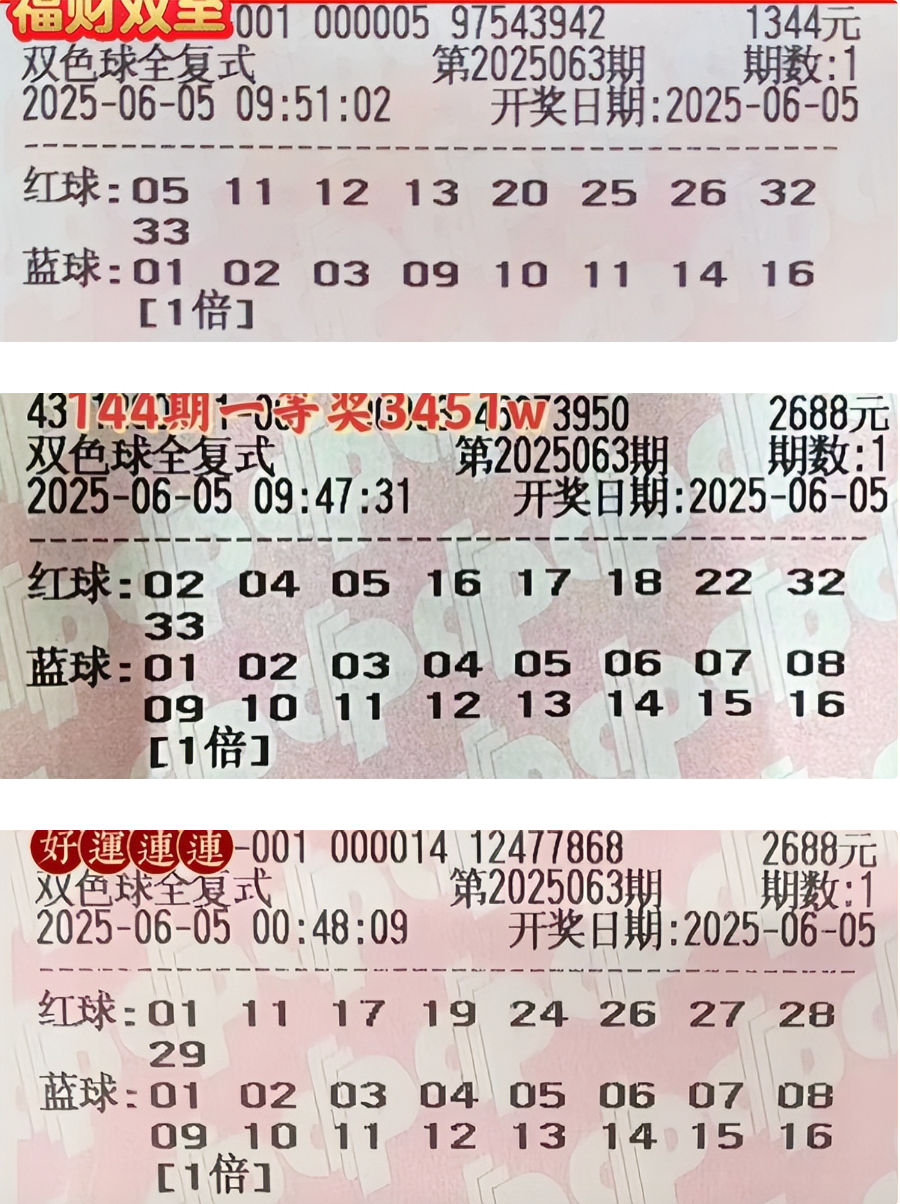 福财双至-001 000005 97543942 1344元
双色球全复式 第2025063期 期数:1
2025-06-05 09:51:02 开奖日期:2025-06-05
红球:05 11 12 13 20 25 26 32
33
蓝球:01 02 03 09 10 11 14 16
[1倍]
144期一等奖3451w 3950 2688元
双色球全复式 第2025063期 期数:1
2025-06-05 09:47:31 开奖日期:2025-06-05
红球:02 04 05 16 17 18 22 32
33
蓝球:01 02 03 04 05 06 07 08
09 10 11 12 13 14 15 16
[1倍]
好運連連-001 000014 12477868 2688元
双色球全复式 第2025063期 期数:1
2025-06-05 00:48:09 开奖日期:2025-06-05
红球:01 11 17 19 24 26 27 28
29
蓝球:01 02 03 04 05 06 07 08
09 10 11 12 13 14 15 16
[1倍]